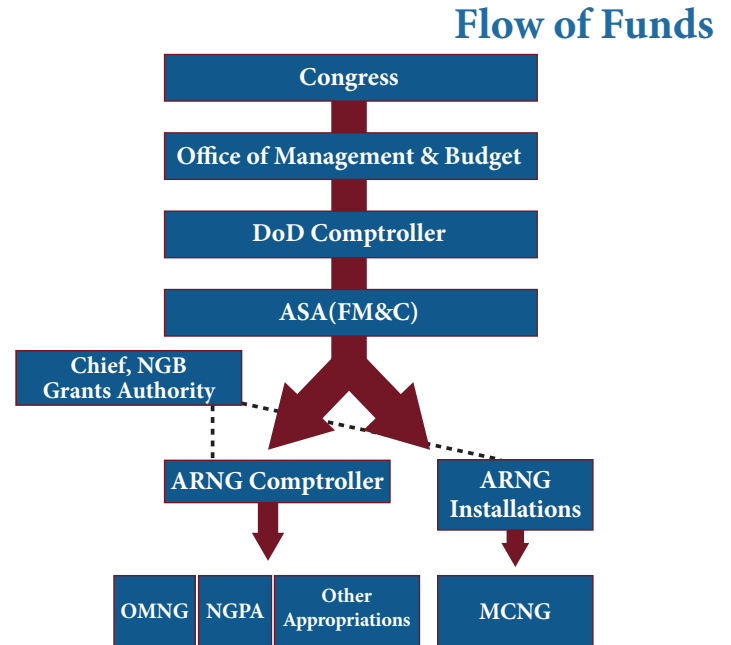 Flow of Funds
Congress
Office of Management & Budget
DoD Comptroller
ASA(FM&C)
Chief, NGB
Grants Authority
ARNG Comptroller
ARNG
Installations
OMNG
NGPA
Other
Appropriations
MCNG